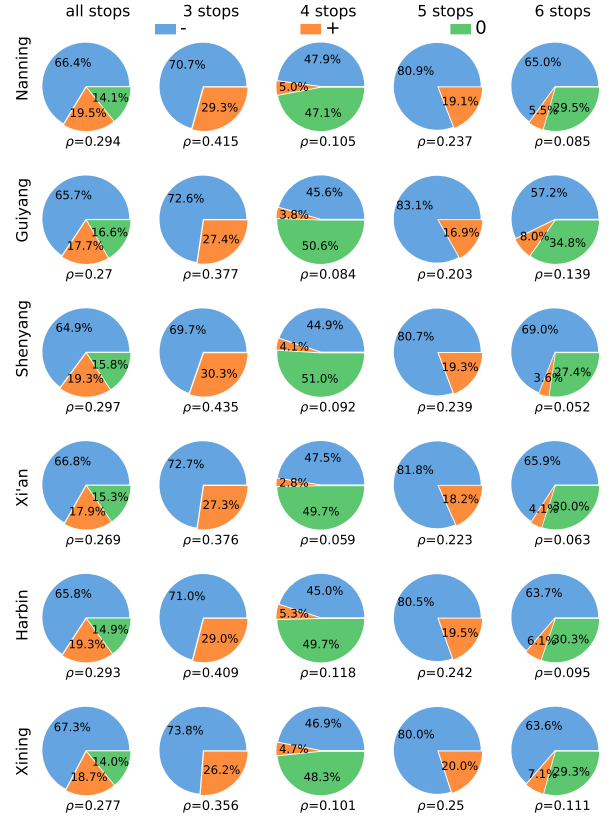 all stops 3 stops 4 stops 5 stops 6 stops
- + 0
Nanning
66.4% 14.1% 19.5% 70.7% 29.3% 47.9% 5.0% 47.1% 80.9% 19.1% 65.0% 5.5% 29.5%
ρ=0.294 ρ=0.415 ρ=0.105 ρ=0.237 ρ=0.085
Guiyang
65.7% 16.6% 17.7% 72.6% 27.4% 45.6% 3.8% 50.6% 83.1% 16.9% 57.2% 8.0% 34.8%
ρ=0.27 ρ=0.377 ρ=0.084 ρ=0.203 ρ=0.139
Shenyang
64.9% 15.8% 19.3% 69.7% 30.3% 44.9% 4.1% 51.0% 80.7% 19.3% 69.0% 3.6% 27.4%
ρ=0.297 ρ=0.435 ρ=0.092 ρ=0.239 ρ=0.052
Xi'an
66.8% 15.3% 17.9% 72.7% 27.3% 47.5% 2.8% 49.7% 81.8% 18.2% 65.9% 4.1% 30.0%
ρ=0.269 ρ=0.376 ρ=0.059 ρ=0.223 ρ=0.063
Harbin
65.8% 14.9% 19.3% 71.0% 29.0% 45.0% 5.3% 49.7% 80.5% 19.5% 63.7% 6.1% 30.3%
ρ=0.293 ρ=0.409 ρ=0.118 ρ=0.242 ρ=0.095
Xining
67.3% 14.0% 18.7% 73.8% 26.2% 46.9% 4.7% 48.3% 80.0% 20.0% 63.6% 7.1% 29.3%
ρ=0.277 ρ=0.356 ρ=0.101 ρ=0.25 ρ=0.111